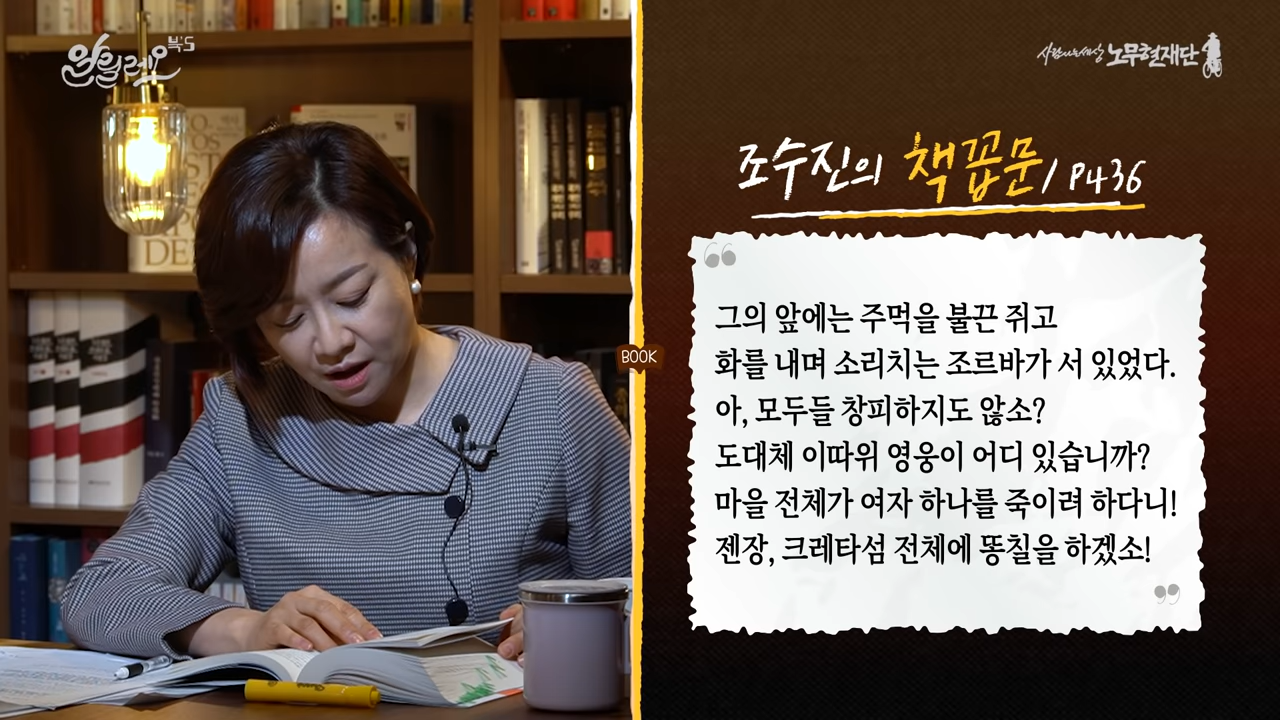 알릴레오
북's
사람사는세상 노무현재단
조수진의 책꼽문 / P436
BOOK
그의 앞에는 주먹을 불끈 쥐고
화를 내며 소리치는 조르바가 서 있었다.
아, 모두들 창피하지도 않소?
도대체 이따위 영웅이 어디 있습니까?
마을 전체가 여자 하나를 죽이려 하다니!
젠장, 크레타섬 전체에 똥칠을 하겠소!